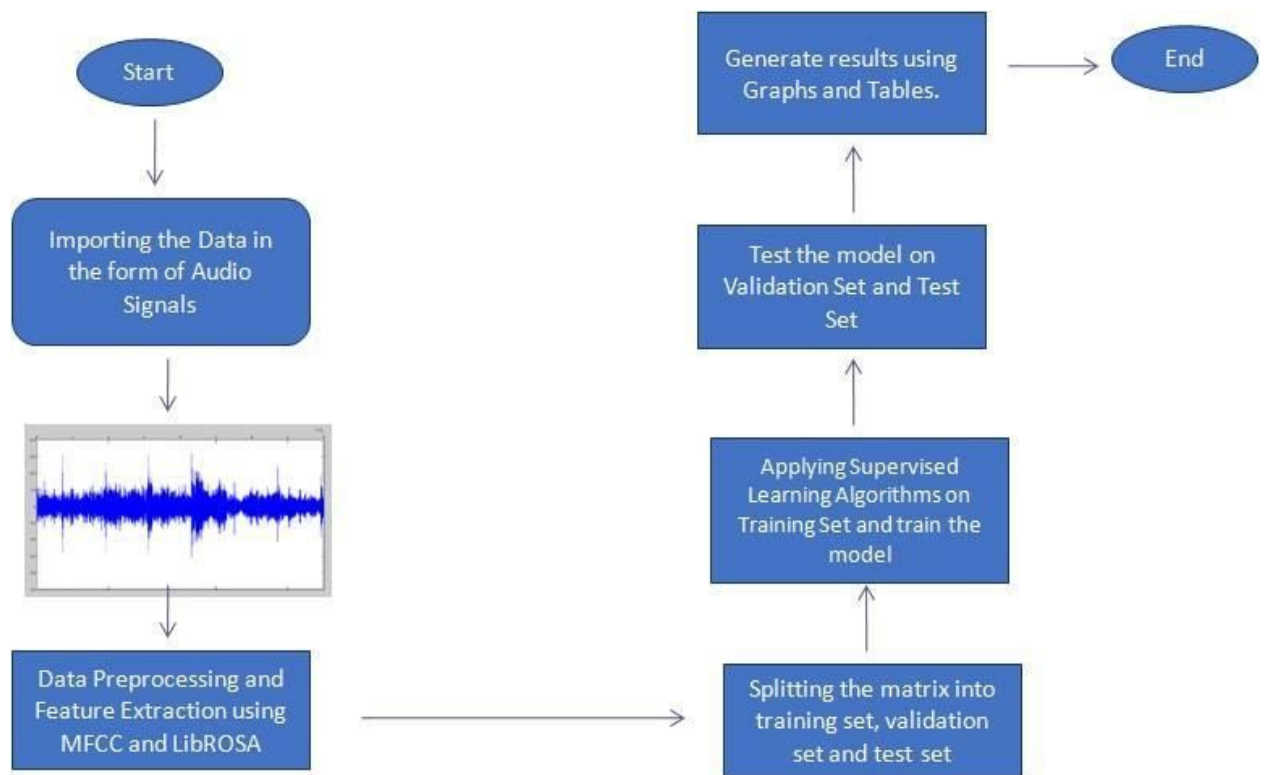 Start
Importing the Data in
the form of Audio
Signals
Data Preprocessing and
Feature Extraction using
MFCC and LibROSA
Splitting the matrix into
training set, validation
set and test set
Applying Supervised
Learning Algorithms on
Training Set and train the
model
Test the model on
Validation Set and Test
Set
Generate results using
Graphs and Tables.
End